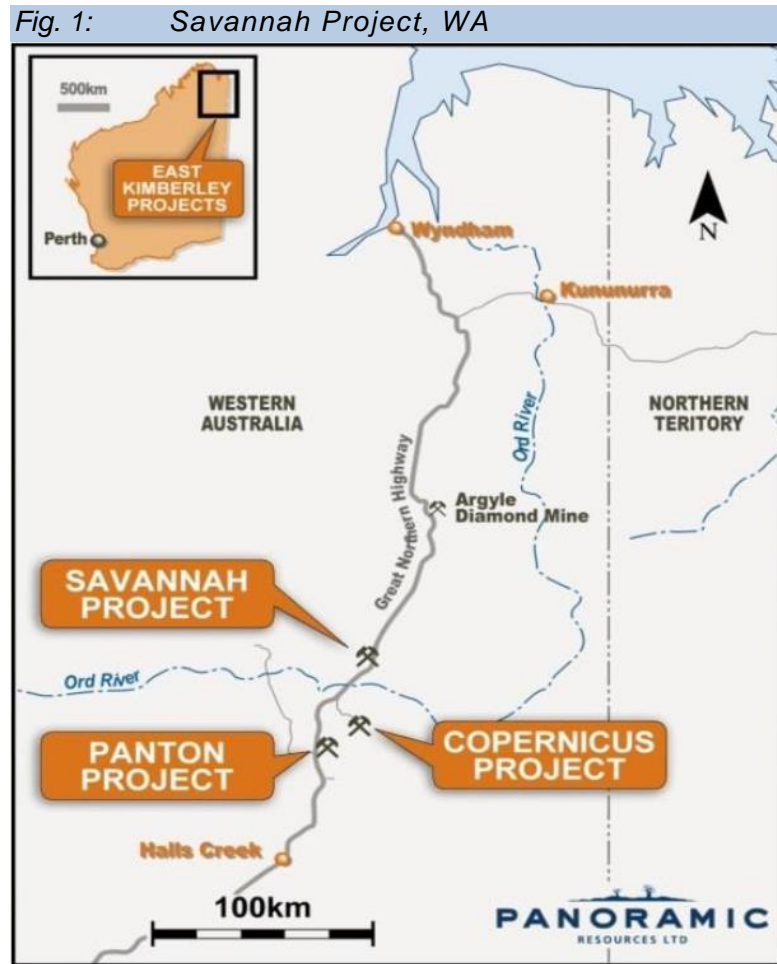 Fig. 1: Savannah Project, WA
500km
EAST
KIMBERLEY
PROJECTS
Perth
N
Wyndham
Kununurra
WESTERN
AUSTRALIA
NORTHERN
TERITORY
Ord River
Great Northern Highway
Argyle
Diamond Mine
SAVANNAH
PROJECT
Ord River
PANTON
PROJECT
COPERNICUS
PROJECT
Halls Creek
100km
PANORAMIC
RESOURCES LTD